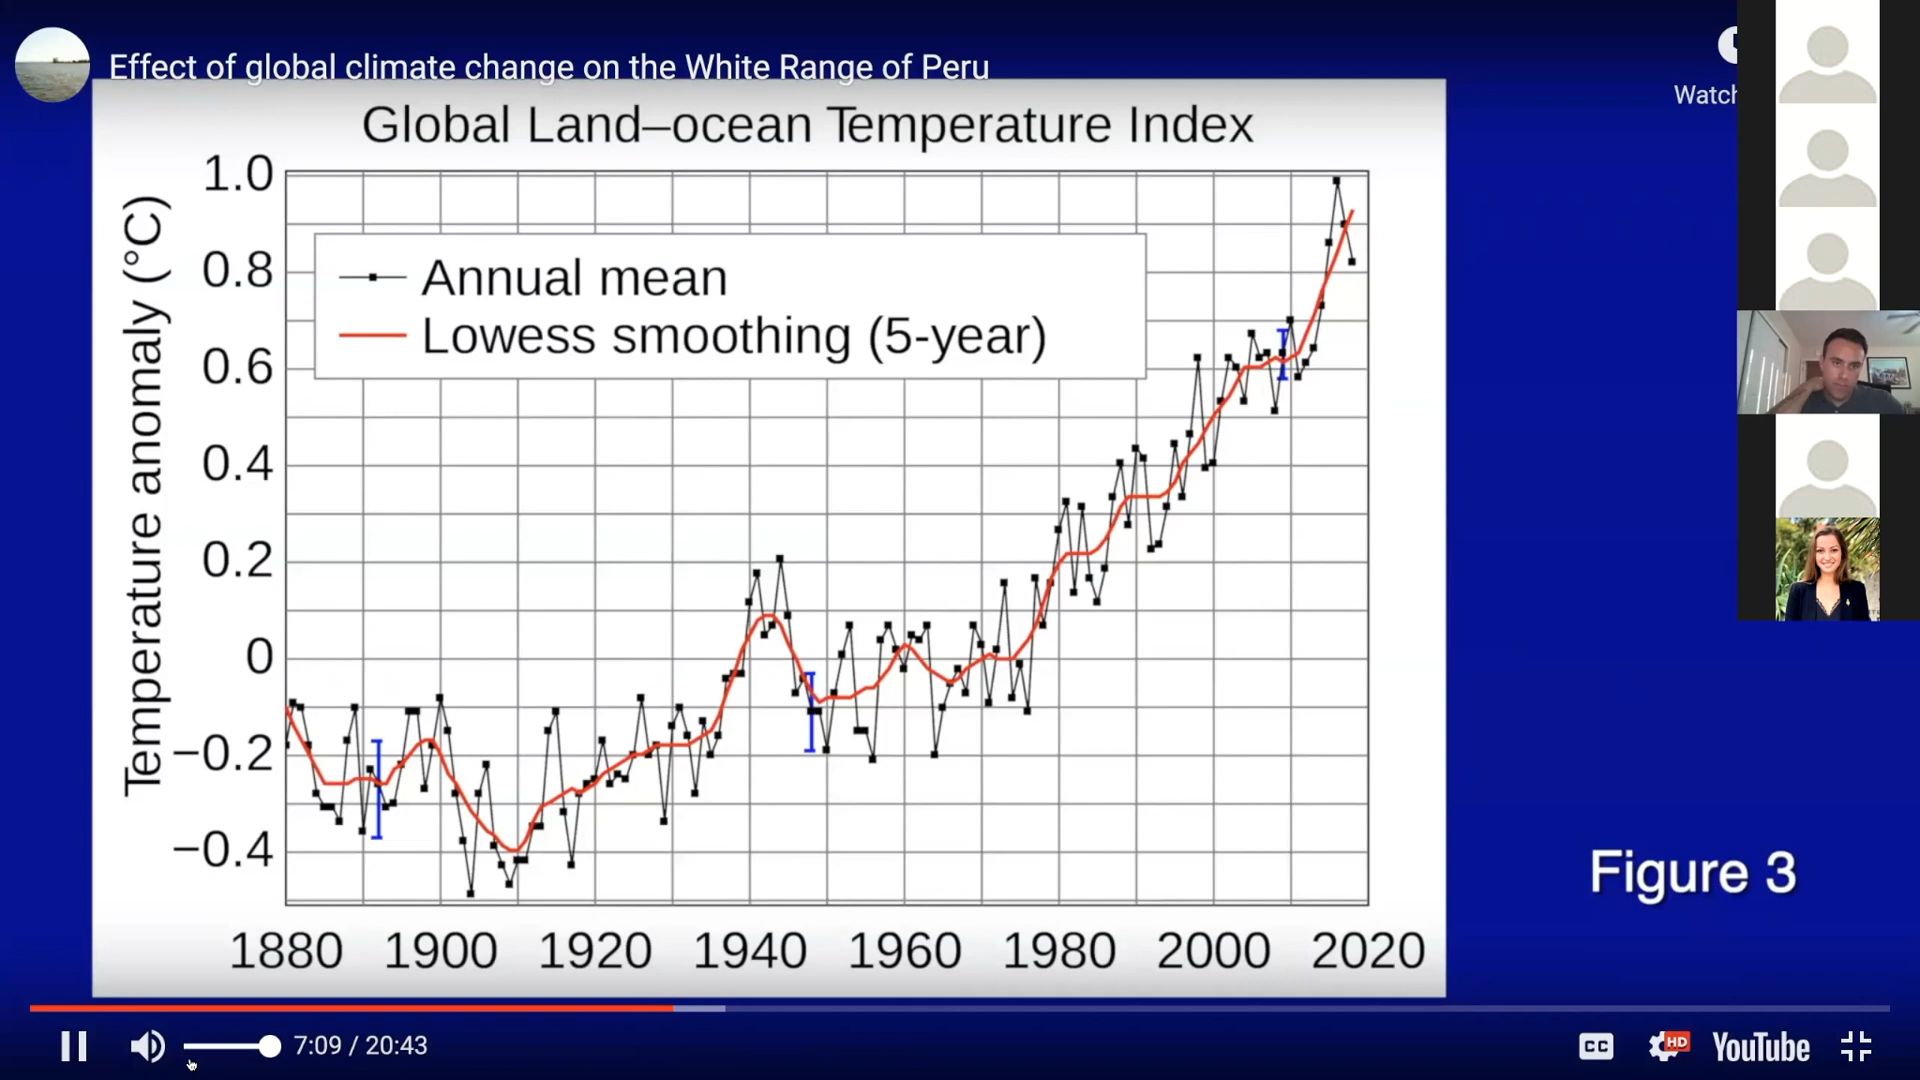 Effect of global climate change on the White Range of Peru
Watch
Global Land–ocean Temperature Index
Temperature anomaly (°C)
1.0
0.8
0.6
0.4
0.2
0
−0.2
−0.4
Annual mean
Lowess smoothing (5-year)
1880 1900 1920 1940 1960 1980 2000 2020
Figure 3
7:09 / 20:43
CC
HD
YouTube